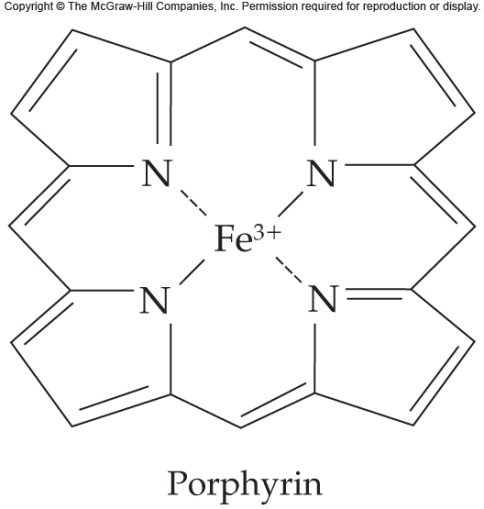 Copyright © The McGraw-Hill Companies, Inc. Permission required for reproduction or display.
N N
Fe3+
N N
Porphyrin